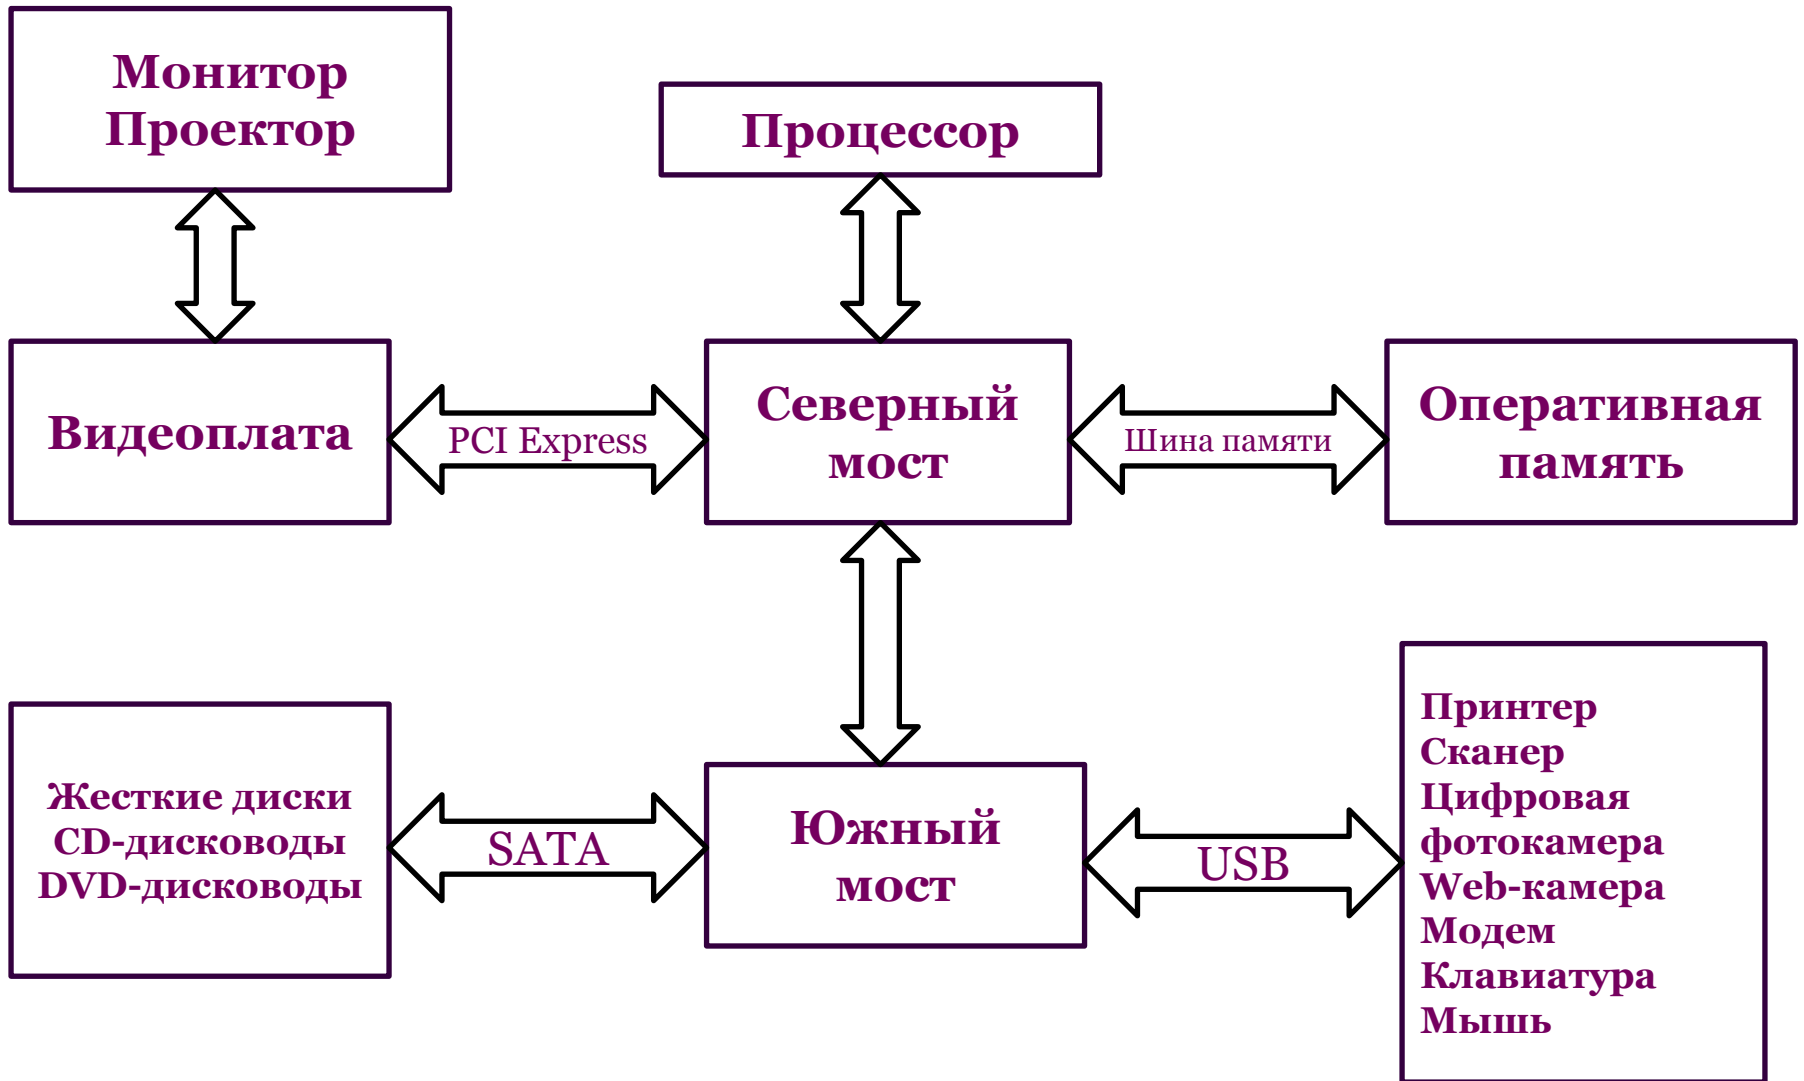 Монитор
Проектор
Процессор
Видеоплата
PCI Express
Северный
мост
Шина памяти
Оперативная
память
Жесткие диски
CD-дисководы
DVD-дисководы
SATA
Южный
мост
USB
Принтер
Сканер
Цифровая
фотокамера
Web-камера
Модем
Клавиатура
Мышь